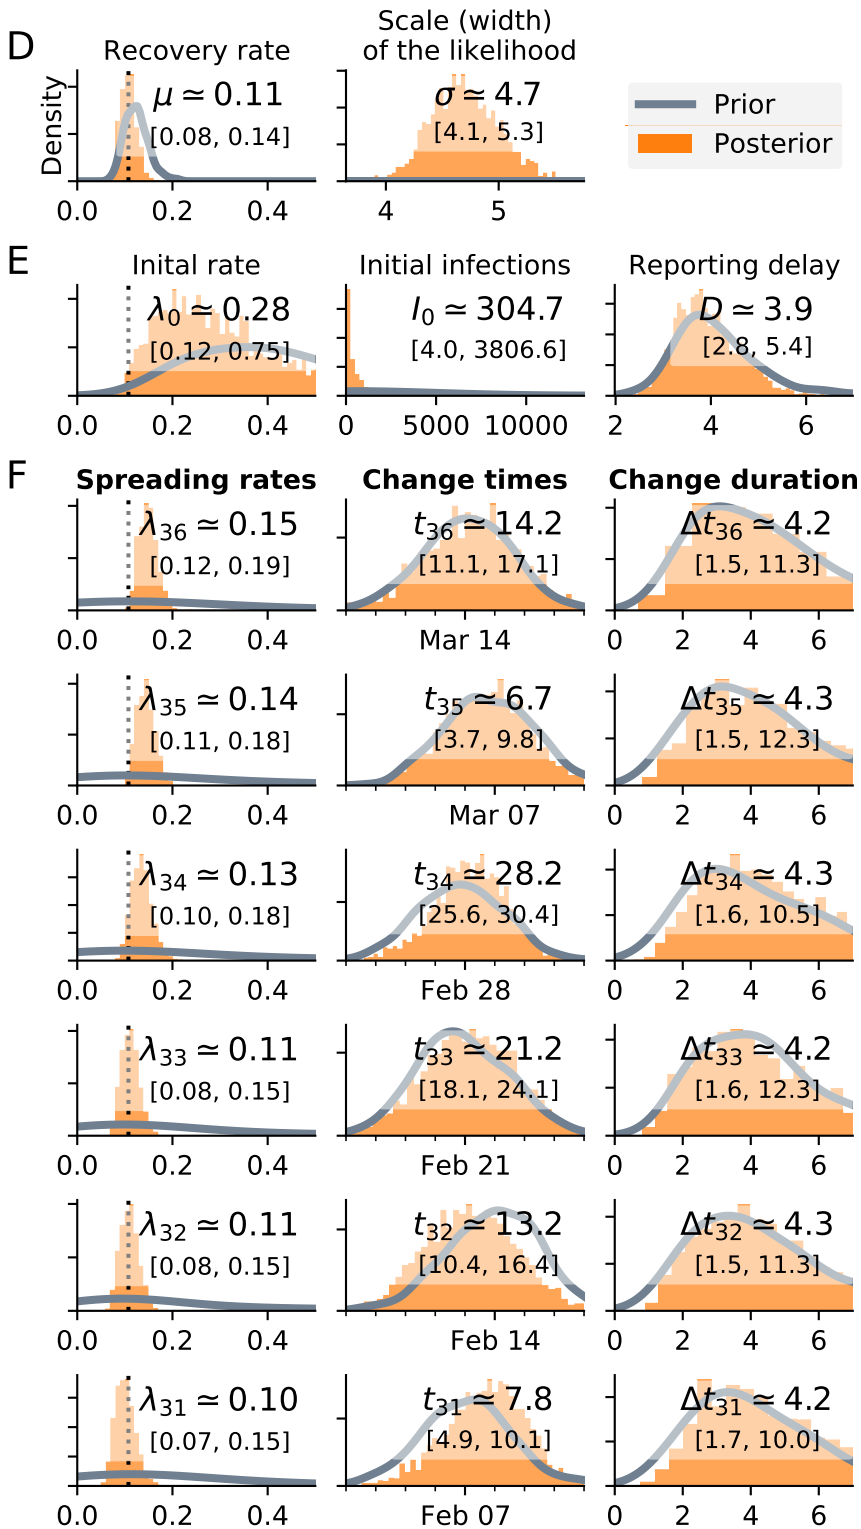 D
Recovery rate
Density
μ ≃ 0.11
[0.08, 0.14]
0.0 0.2 0.4
Scale (width)
of the likelihood
σ ≃ 4.7
[4.1, 5.3]
4 5
Prior
Posterior
E
Inital rate
λ0 ≃ 0.28
[0.12, 0.75]
0.0 0.2 0.4
Initial infections
I0 ≃ 304.7
[4.0, 3806.6]
0 5000 10000
Reporting delay
D ≃ 3.9
[2.8, 5.4]
2 4 6
F
Spreading rates Change times Change duration
λ36 ≃ 0.15
[0.12, 0.19]
0.0 0.2 0.4
t36 ≃ 14.2
[11.1, 17.1]
Mar 14
Δt36 ≃ 4.2
[1.5, 11.3]
0 2 4 6
λ35 ≃ 0.14
[0.11, 0.18]
0.0 0.2 0.4
t35 ≃ 6.7
[3.7, 9.8]
Mar 07
Δt35 ≃ 4.3
[1.5, 12.3]
0 2 4 6
λ34 ≃ 0.13
[0.10, 0.18]
0.0 0.2 0.4
t34 ≃ 28.2
[25.6, 30.4]
Feb 28
Δt34 ≃ 4.3
[1.6, 10.5]
0 2 4 6
λ33 ≃ 0.11
[0.08, 0.15]
0.0 0.2 0.4
t33 ≃ 21.2
[18.1, 24.1]
Feb 21
Δt33 ≃ 4.2
[1.6, 12.3]
0 2 4 6
λ32 ≃ 0.11
[0.08, 0.15]
0.0 0.2 0.4
t32 ≃ 13.2
[10.4, 16.4]
Feb 14
Δt32 ≃ 4.3
[1.5, 11.3]
0 2 4 6
λ31 ≃ 0.10
[0.07, 0.15]
0.0 0.2 0.4
t31 ≃ 7.8
[4.9, 10.1]
Feb 07
Δt31 ≃ 4.2
[1.7, 10.0]
0 2 4 6